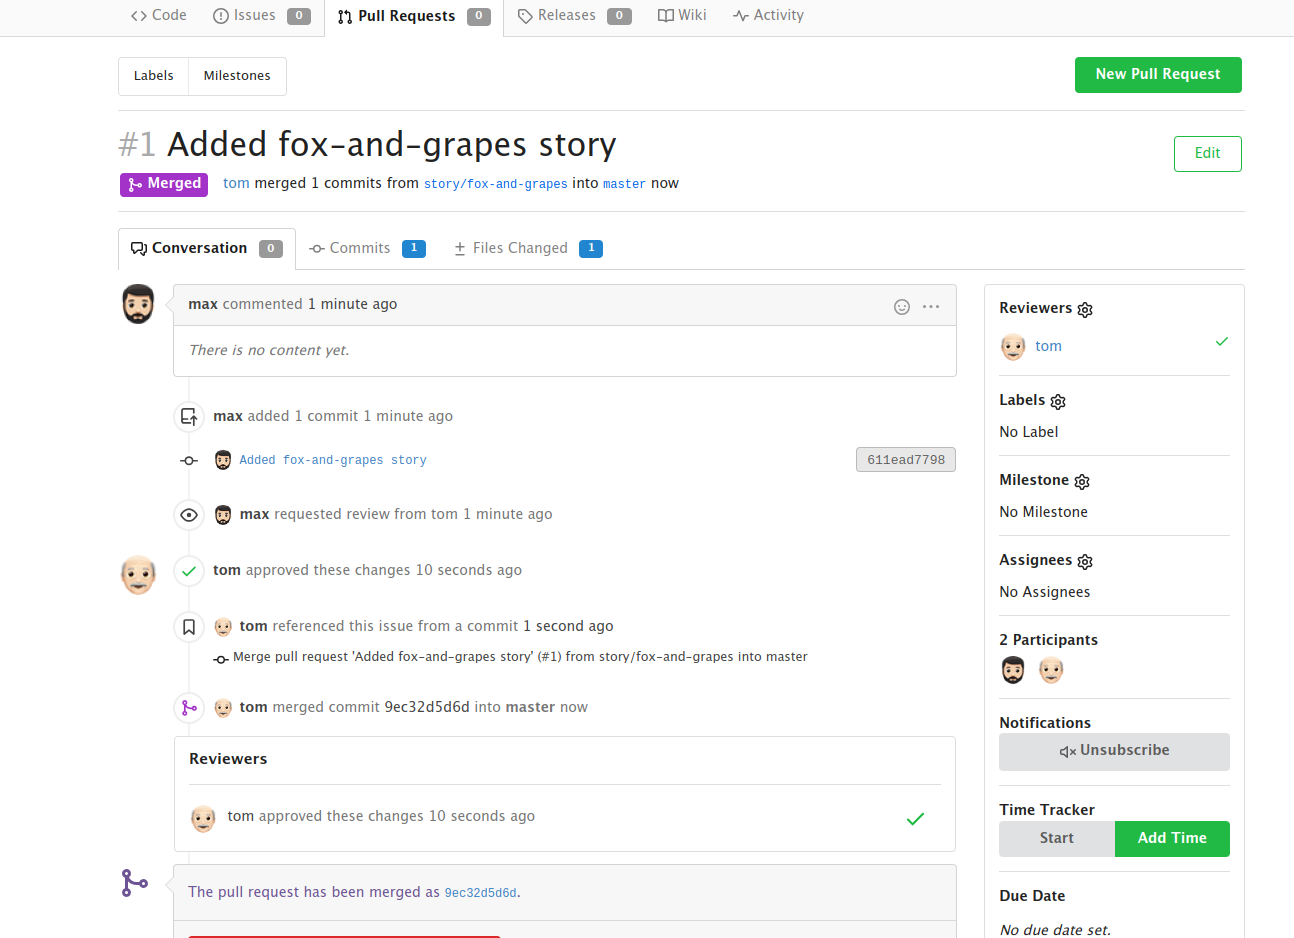 Code Issues 0 Pull Requests 0 Releases 0 Wiki Activity
Labels Milestones New Pull Request
#1 Added fox-and-grapes story
Edit
Merged tom merged 1 commits from story/fox-and-grapes into master now
Conversation 0 Commits 1 Files Changed 1
max commented 1 minute ago
There is no content yet.
max added 1 commit 1 minute ago
Added fox-and-grapes story 611ead7798
max requested review from tom 1 minute ago
tom approved these changes 10 seconds ago
tom referenced this issue from a commit 1 second ago
Merge pull request 'Added fox-and-grapes story' (#1) from story/fox-and-grapes into master
tom merged commit 9ec32d5d6d into master now
Reviewers
tom approved these changes 10 seconds ago
The pull request has been merged as 9ec32d5d6d.
Reviewers
tom
Labels
No Label
Milestone
No Milestone
Assignees
No Assignees
2 Participants
Notifications
Unsubscribe
Time Tracker
Start Add Time
Due Date
No due date set.